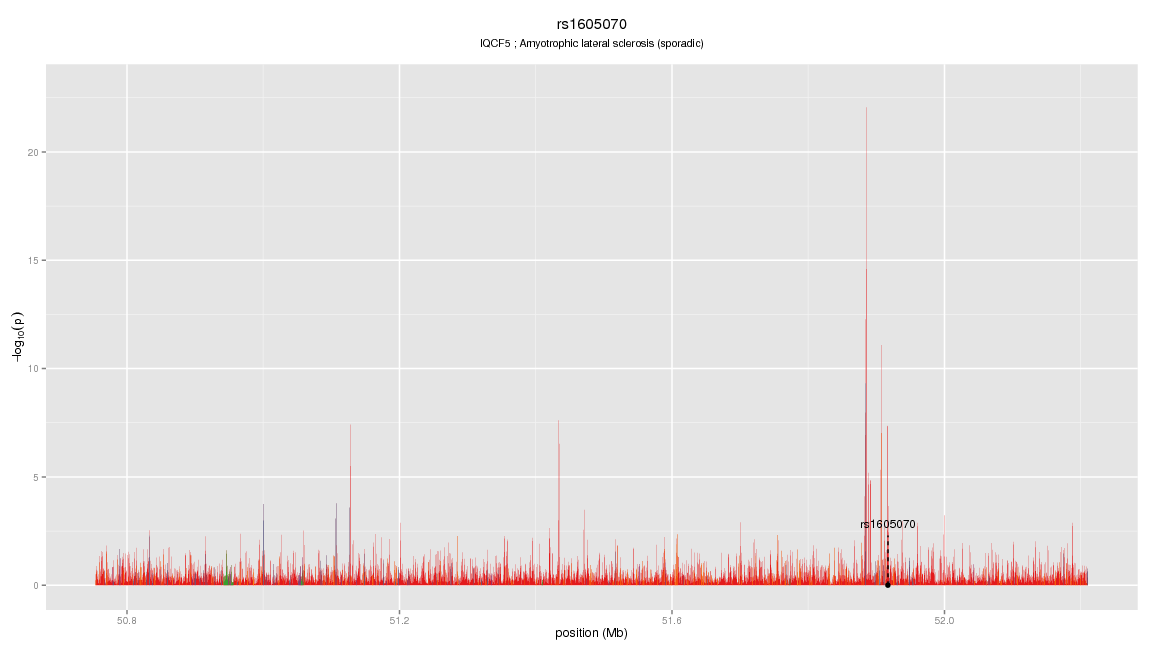 rs1605070
IQCF5 ; Amyotrophic lateral sclerosis (sporadic)
−log10(p)
20
15
10
5
0
rs1605070
50.8 51.2 51.6 52.0
position (Mb)